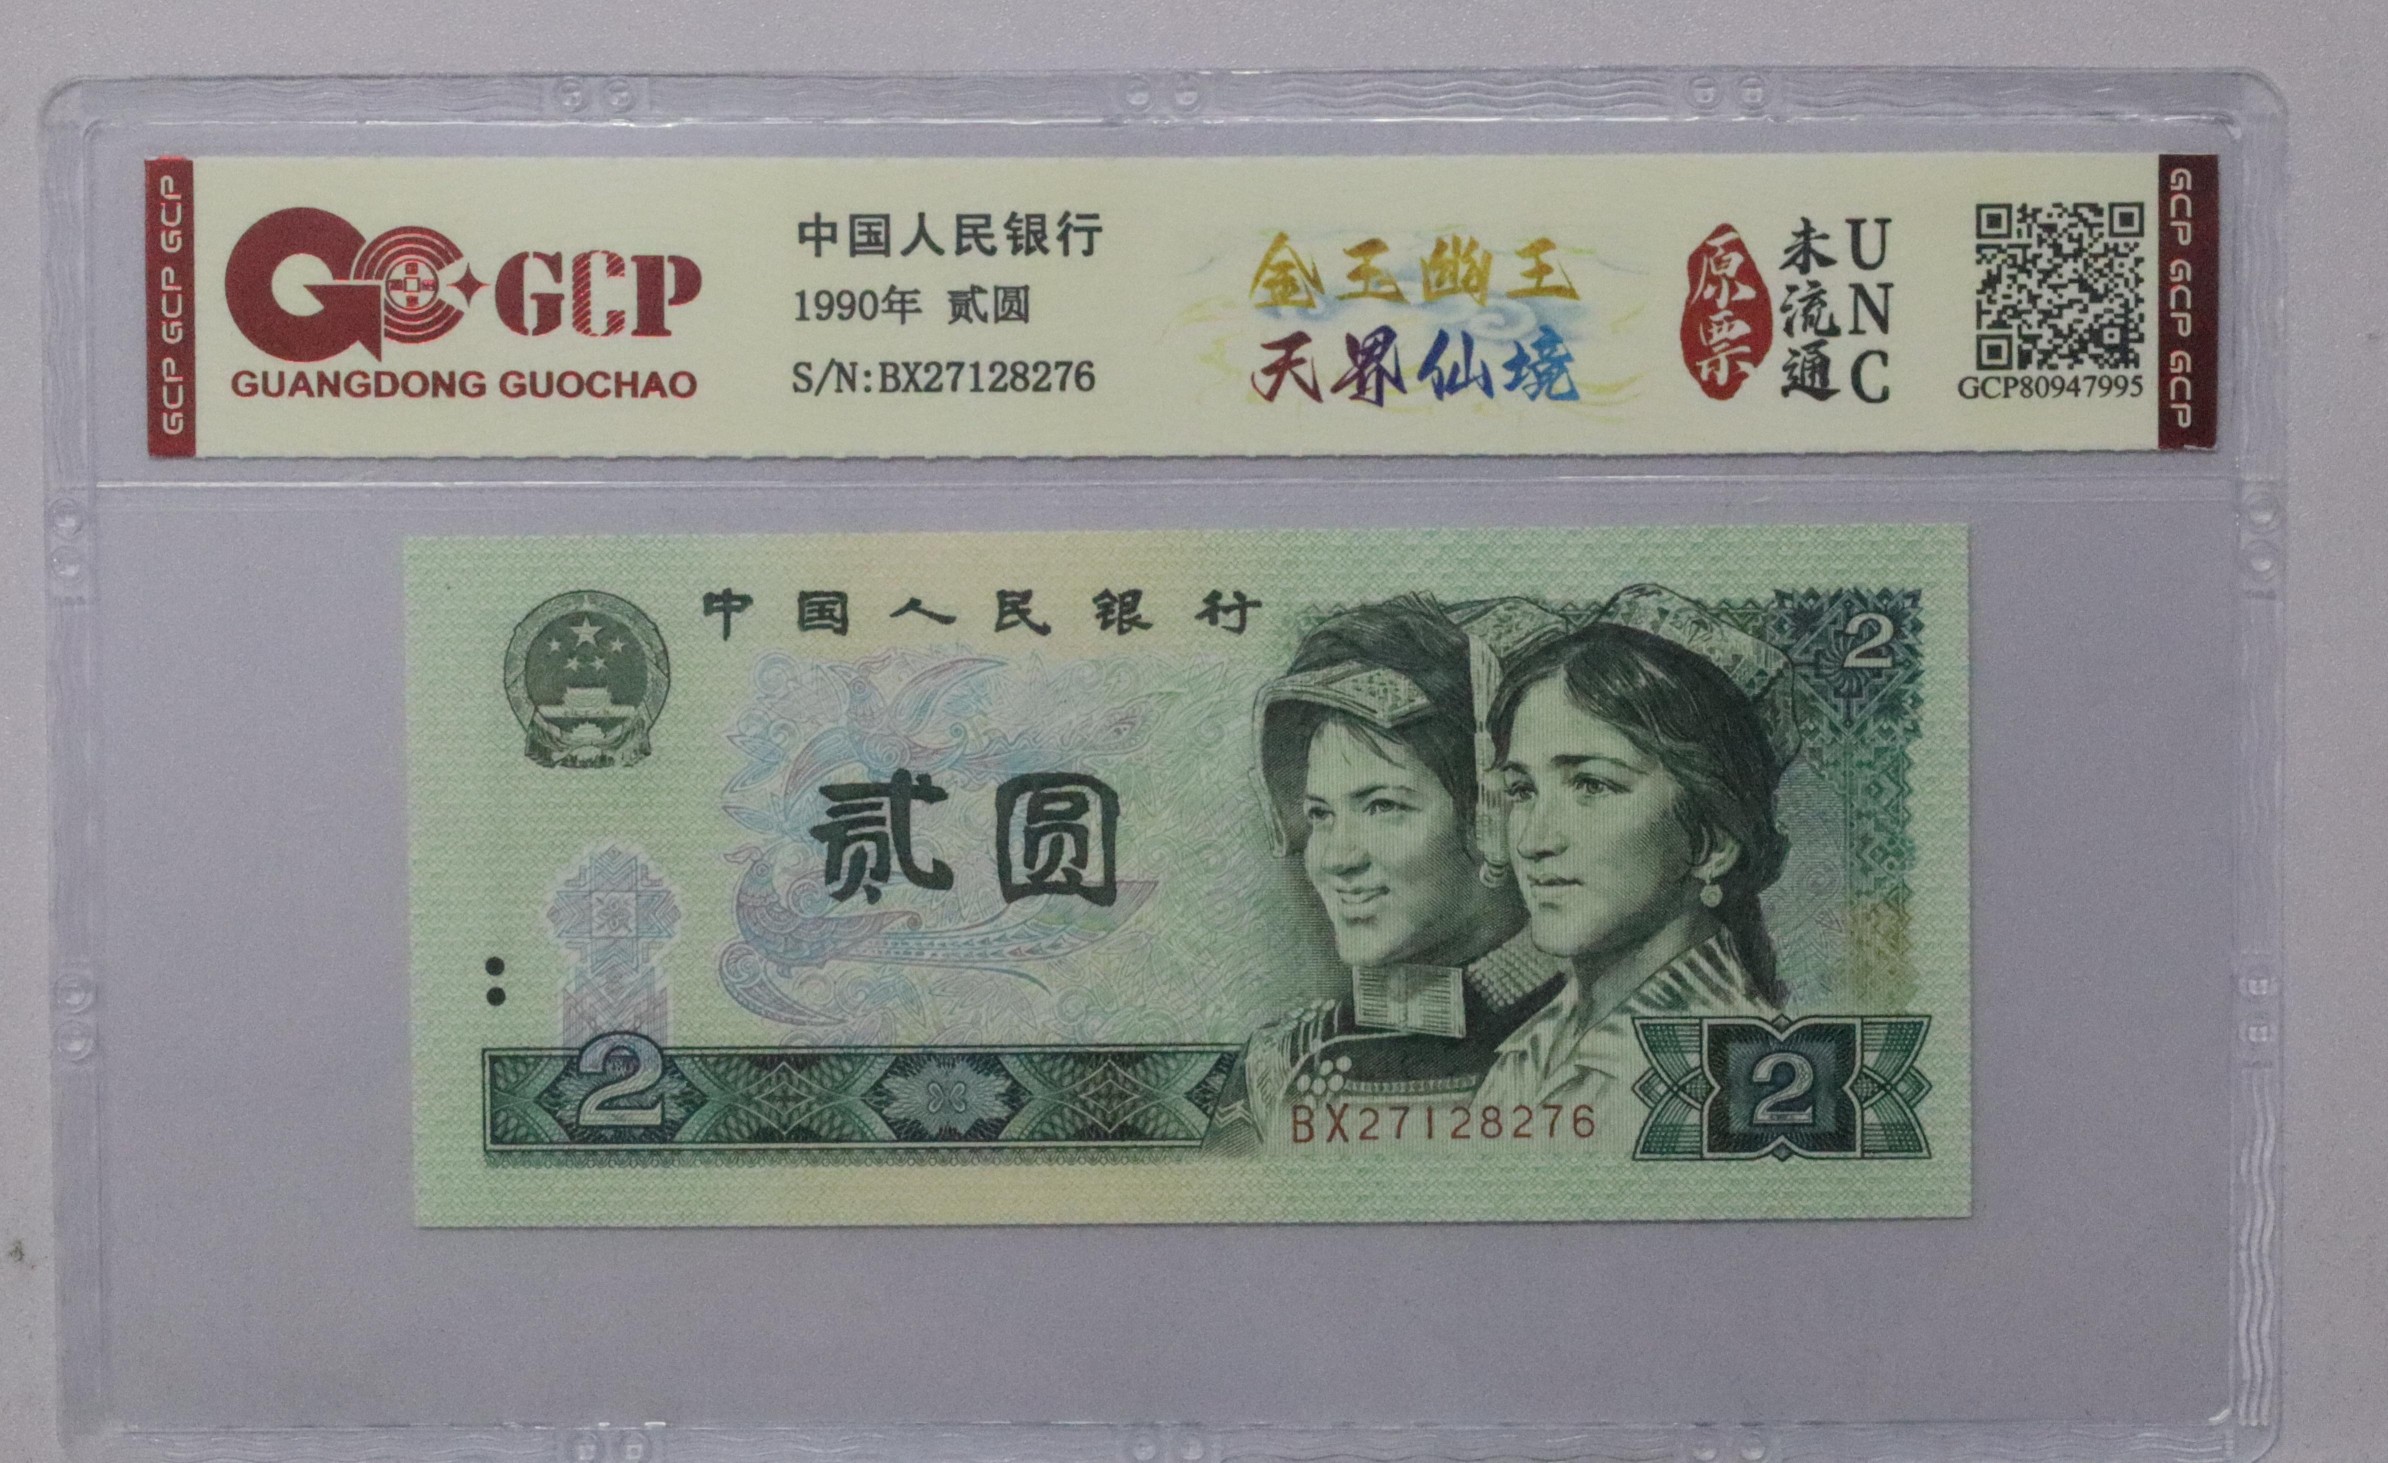 GCP GCP GCP
GCP
GUANGDONG GUOCHAO
中国人民银行
1990年 贰圆
S/N:BX27128276
金玉幽王
天界仙境
原票
未流通
UNC
GCP80947995
GCP GCP GCP
中国人民银行
2
贰圆
2
BX27128276
2